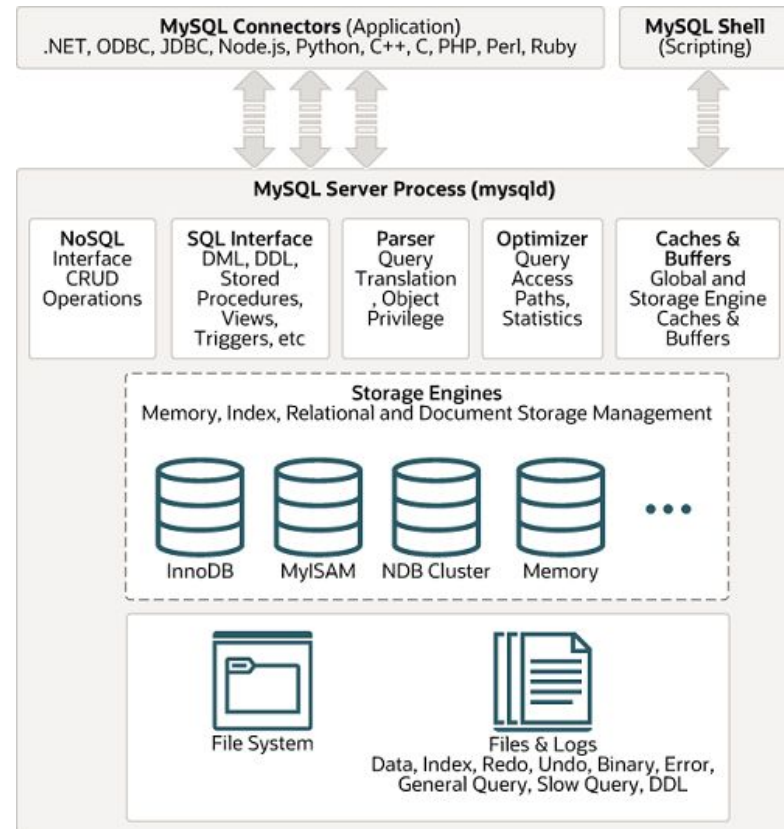 MySQL Connectors (Application)
.NET, ODBC, JDBC, Node.js, Python, C++, C, PHP, Perl, Ruby
MySQL Shell
(Scripting)
MySQL Server Process (mysqld)
NoSQL
Interface
CRUD
Operations
SQL Interface
DML, DDL,
Stored
Procedures,
Views,
Triggers, etc
Parser
Query
Translation
, Object
Privilege
Optimizer
Query
Access
Paths,
Statistics
Caches &
Buffers
Global and
Storage Engine
Caches &
Buffers
Storage Engines
Memory, Index, Relational and Document Storage Management
InnoDB
MyISAM
NDB Cluster
Memory
File System
Files & Logs
Data, Index, Redo, Undo, Binary, Error,
General Query, Slow Query, DDL